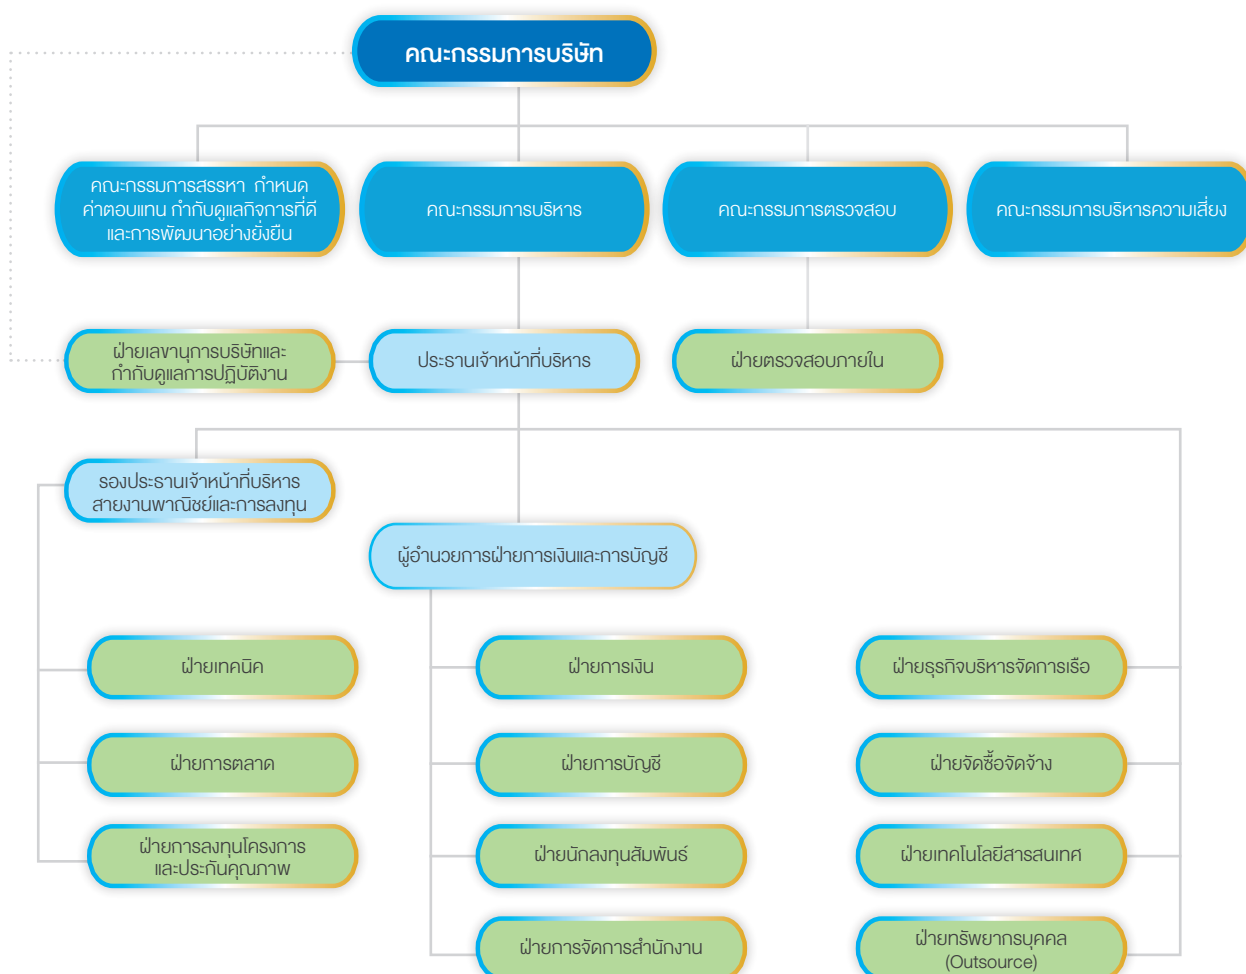 คณะกรรมการบริษัท
คณะกรรมการสรรหา กำหนด
ค่าตอบแทน กำกับดูแลกิจการที่ดี
และการพัฒนาอย่างยั่งยืน
คณะกรรมการบริหาร
คณะกรรมการตรวจสอบ
คณะกรรมการบริหารความเสี่ยง
ฝ่ายเลขานุการบริษัทและ
กำกับดูแลการปฏิบัติงาน
ประธานเจ้าหน้าที่บริหาร
ฝ่ายตรวจสอบภายใน
รองประธานเจ้าหน้าที่บริหาร
สายงานพาณิชย์และการลงทุน
ผู้อำนวยการฝ่ายการเงินและการบัญชี
ฝ่ายเทคนิค
ฝ่ายการเงิน
ฝ่ายธุรกิจบริหารจัดการเรือ
ฝ่ายการตลาด
ฝ่ายการบัญชี
ฝ่ายจัดซื้อจัดจ้าง
ฝ่ายการลงทุนโครงการ
และประกันคุณภาพ
ฝ่ายนักลงทุนสัมพันธ์
ฝ่ายเทคโนโลยีสารสนเทศ
ฝ่ายการจัดการสำนักงาน
ฝ่ายทรัพยากรบุคคล
(Outsource)